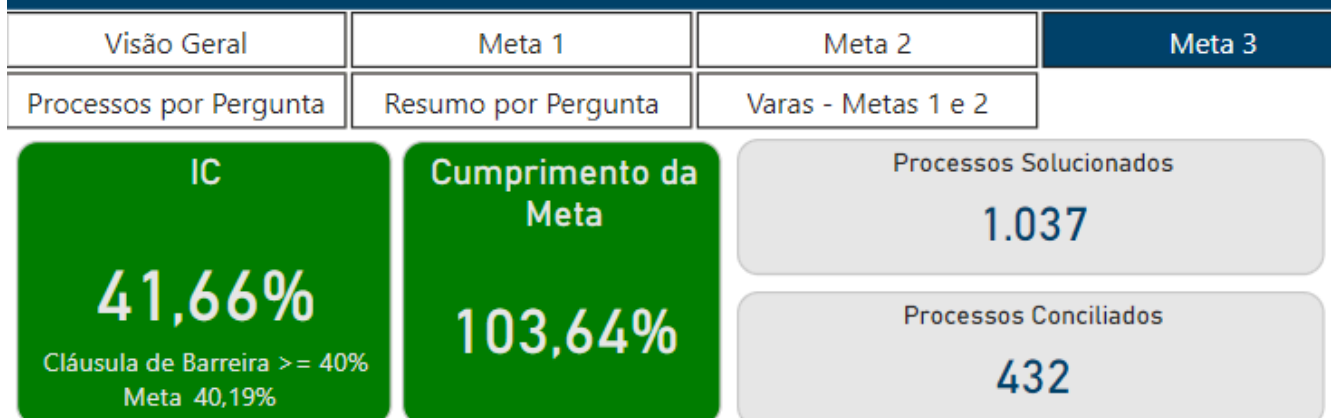 Visão Geral
Meta 1
Meta 2
Meta 3
Processos por Pergunta
Resumo por Pergunta
Varas - Metas 1 e 2
IC
41,66%
Cláusula de Barreira >= 40%
Meta 40,19%
Cumprimento da
Meta
103,64%
Processos Solucionados
1.037
Processos Conciliados
432